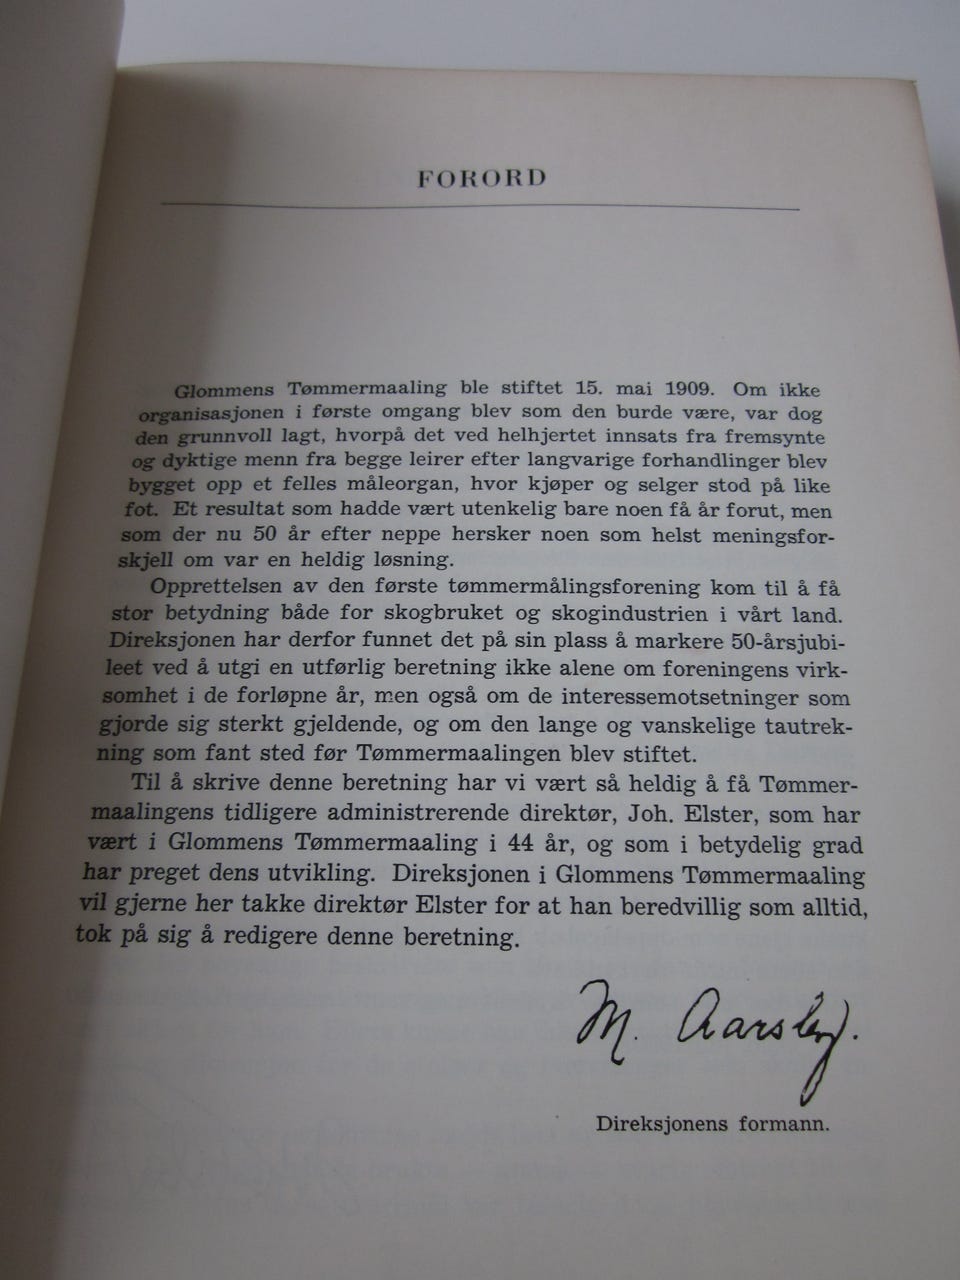 FORORD
Glommens Tømmermaaling ble stiftet 15. mai 1909. Om ikke
organisasjonen i første omgang blev som den burde være, var dog
den grunnvoll lagt, hvorpå det ved helhjertet innsats fra fremsynte
og dyktige menn fra begge leirer efter langvarige forhandlinger blev
bygget opp et felles måleorgan, hvor kjøper og selger stod på like
fot. Et resultat som hadde vært utenkelig bare noen få år forut, men
som der nu 50 år efter neppe hersker noen som helst meningsfor-
skjell om var en heldig løsning.
Opprettelsen av den første tømmermålingsforening kom til å få
stor betydning både for skogbruket og skogindustrien i vårt land.
Direksjonen har derfor funnet det på sin plass å markere 50-årsjubi-
leet ved å utgi en utførlig beretning ikke alene om foreningens virk-
somhet i de forløpne år, men også om de interessemotsetninger som
gjorde sig sterkt gjeldende, og om den lange og vanskelige tautrek-
ning som fant sted før Tømmermaalingen blev stiftet.
Til å skrive denne beretning har vi vært så heldig å få Tømmer-
maalingens tidligere administrerende direktør, Joh. Elster, som har
vært i Glommens Tømmermaaling i 44 år, og som i betydelig grad
har preget dens utvikling. Direksjonen i Glommens Tømmermaaling
vil gjerne her takke direktør Elster for at han beredvillig som alltid,
tok på sig å redigere denne beretning.
M. Aarsby.
Direksjonens formann.